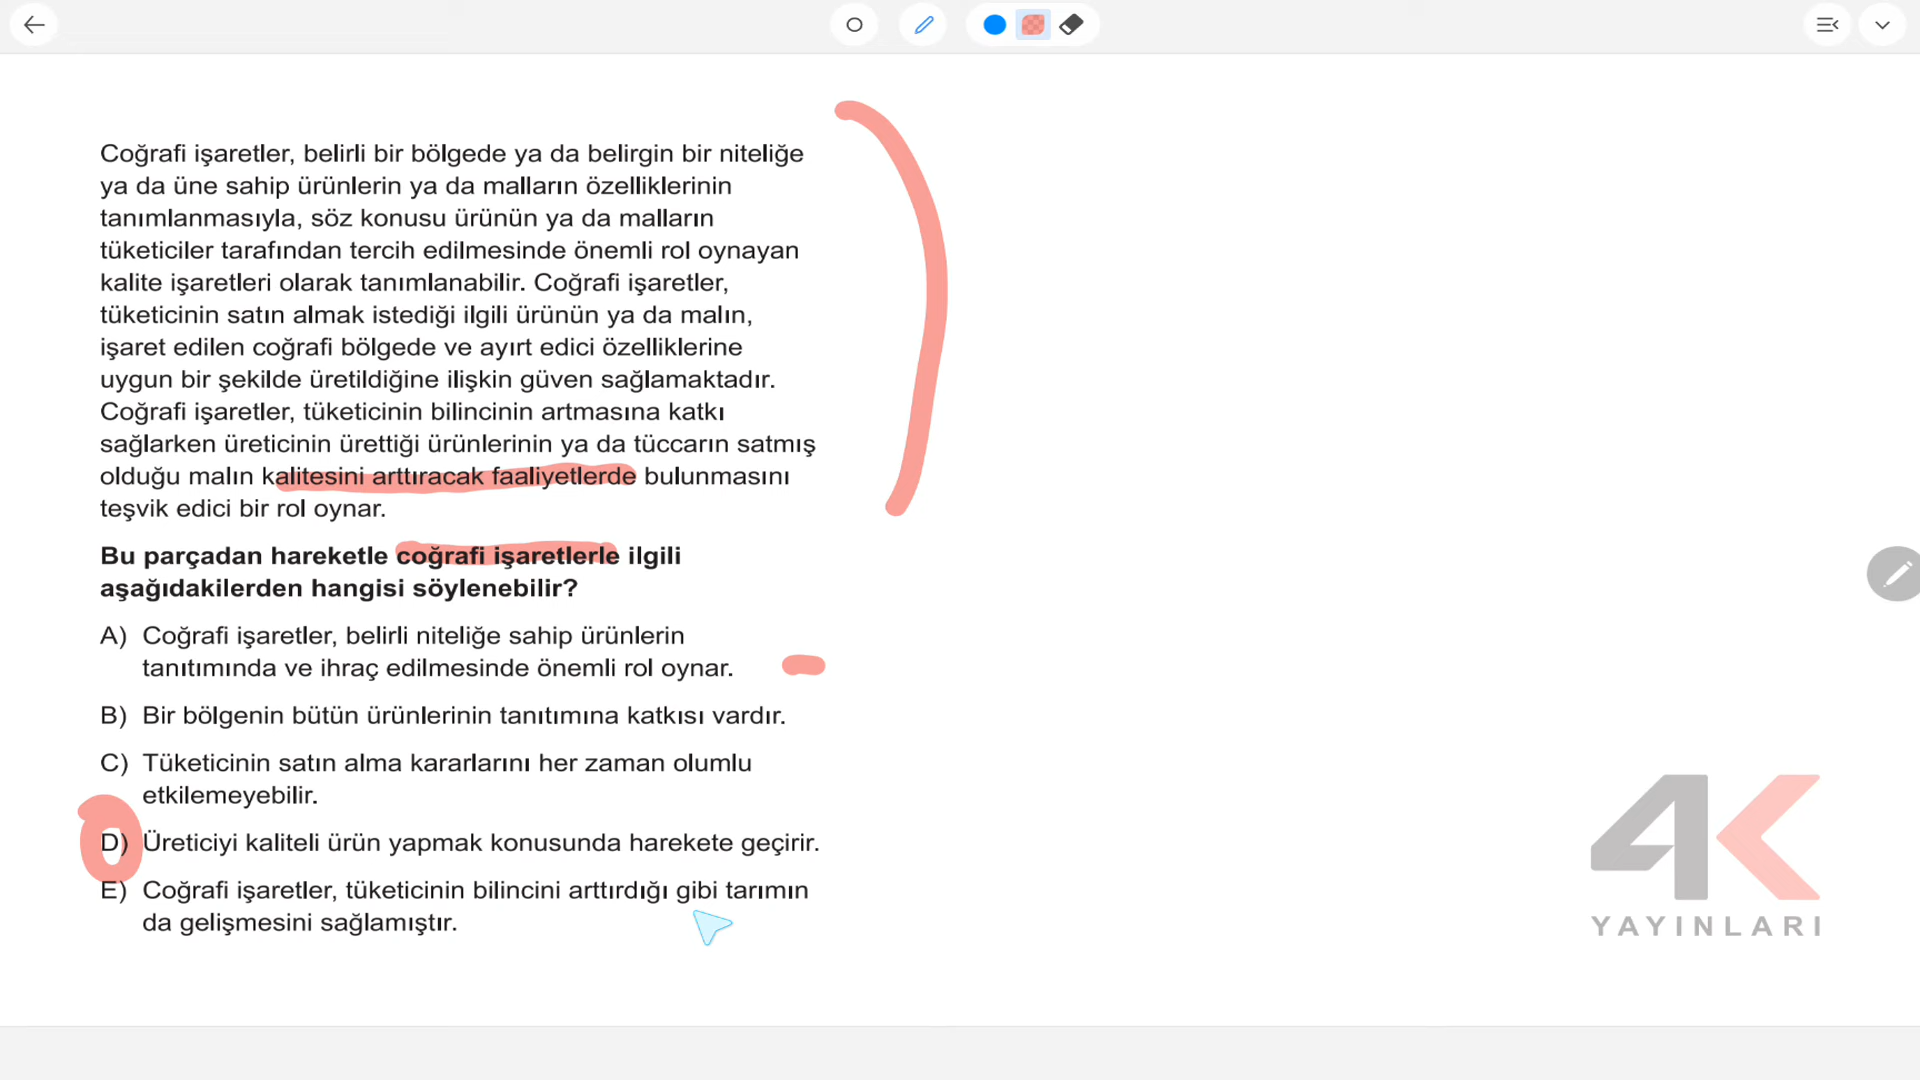 Coğrafi işaretler, belirli bir bölgede ya da belirgin bir niteliğe
ya da üne sahip ürünlerin ya da malların özelliklerinin
tanımlanmasıyla, söz konusu ürünün ya da malların
tüketiciler tarafından tercih edilmesinde önemli rol oynayan
kalite işaretleri olarak tanımlanabilir. Coğrafi işaretler,
tüketicinin satın almak istediği ilgili ürünün ya da malın,
işaret edilen coğrafi bölgede ve ayırt edici özelliklerine
uygun bir şekilde üretildiğine ilişkin güven sağlamaktadır.
Coğrafi işaretler, tüketicinin bilincinin artmasına katkı
sağlarken üreticinin ürettiği ürünlerinin ya da tüccarın satmış
olduğu malın kalitesini arttıracak faaliyetlerde bulunmasını
teşvik edici bir rol oynar.
Bu parçadan hareketle coğrafi işaretlerle ilgili
aşağıdakilerden hangisi söylenebilir?
A) Coğrafi işaretler, belirli niteliğe sahip ürünlerin
tanıtımında ve ihraç edilmesinde önemli rol oynar.
B) Bir bölgenin bütün ürünlerinin tanıtımına katkısı vardır.
C) Tüketicinin satın alma kararlarını her zaman olumlu
etkilemeyebilir.
D) Üreticiyi kaliteli ürün yapmak konusunda harekete geçirir.
E) Coğrafi işaretler, tüketicinin bilincini arttırdığı gibi tarımın
da gelişmesini sağlamıştır.
4K
YAYINLARI